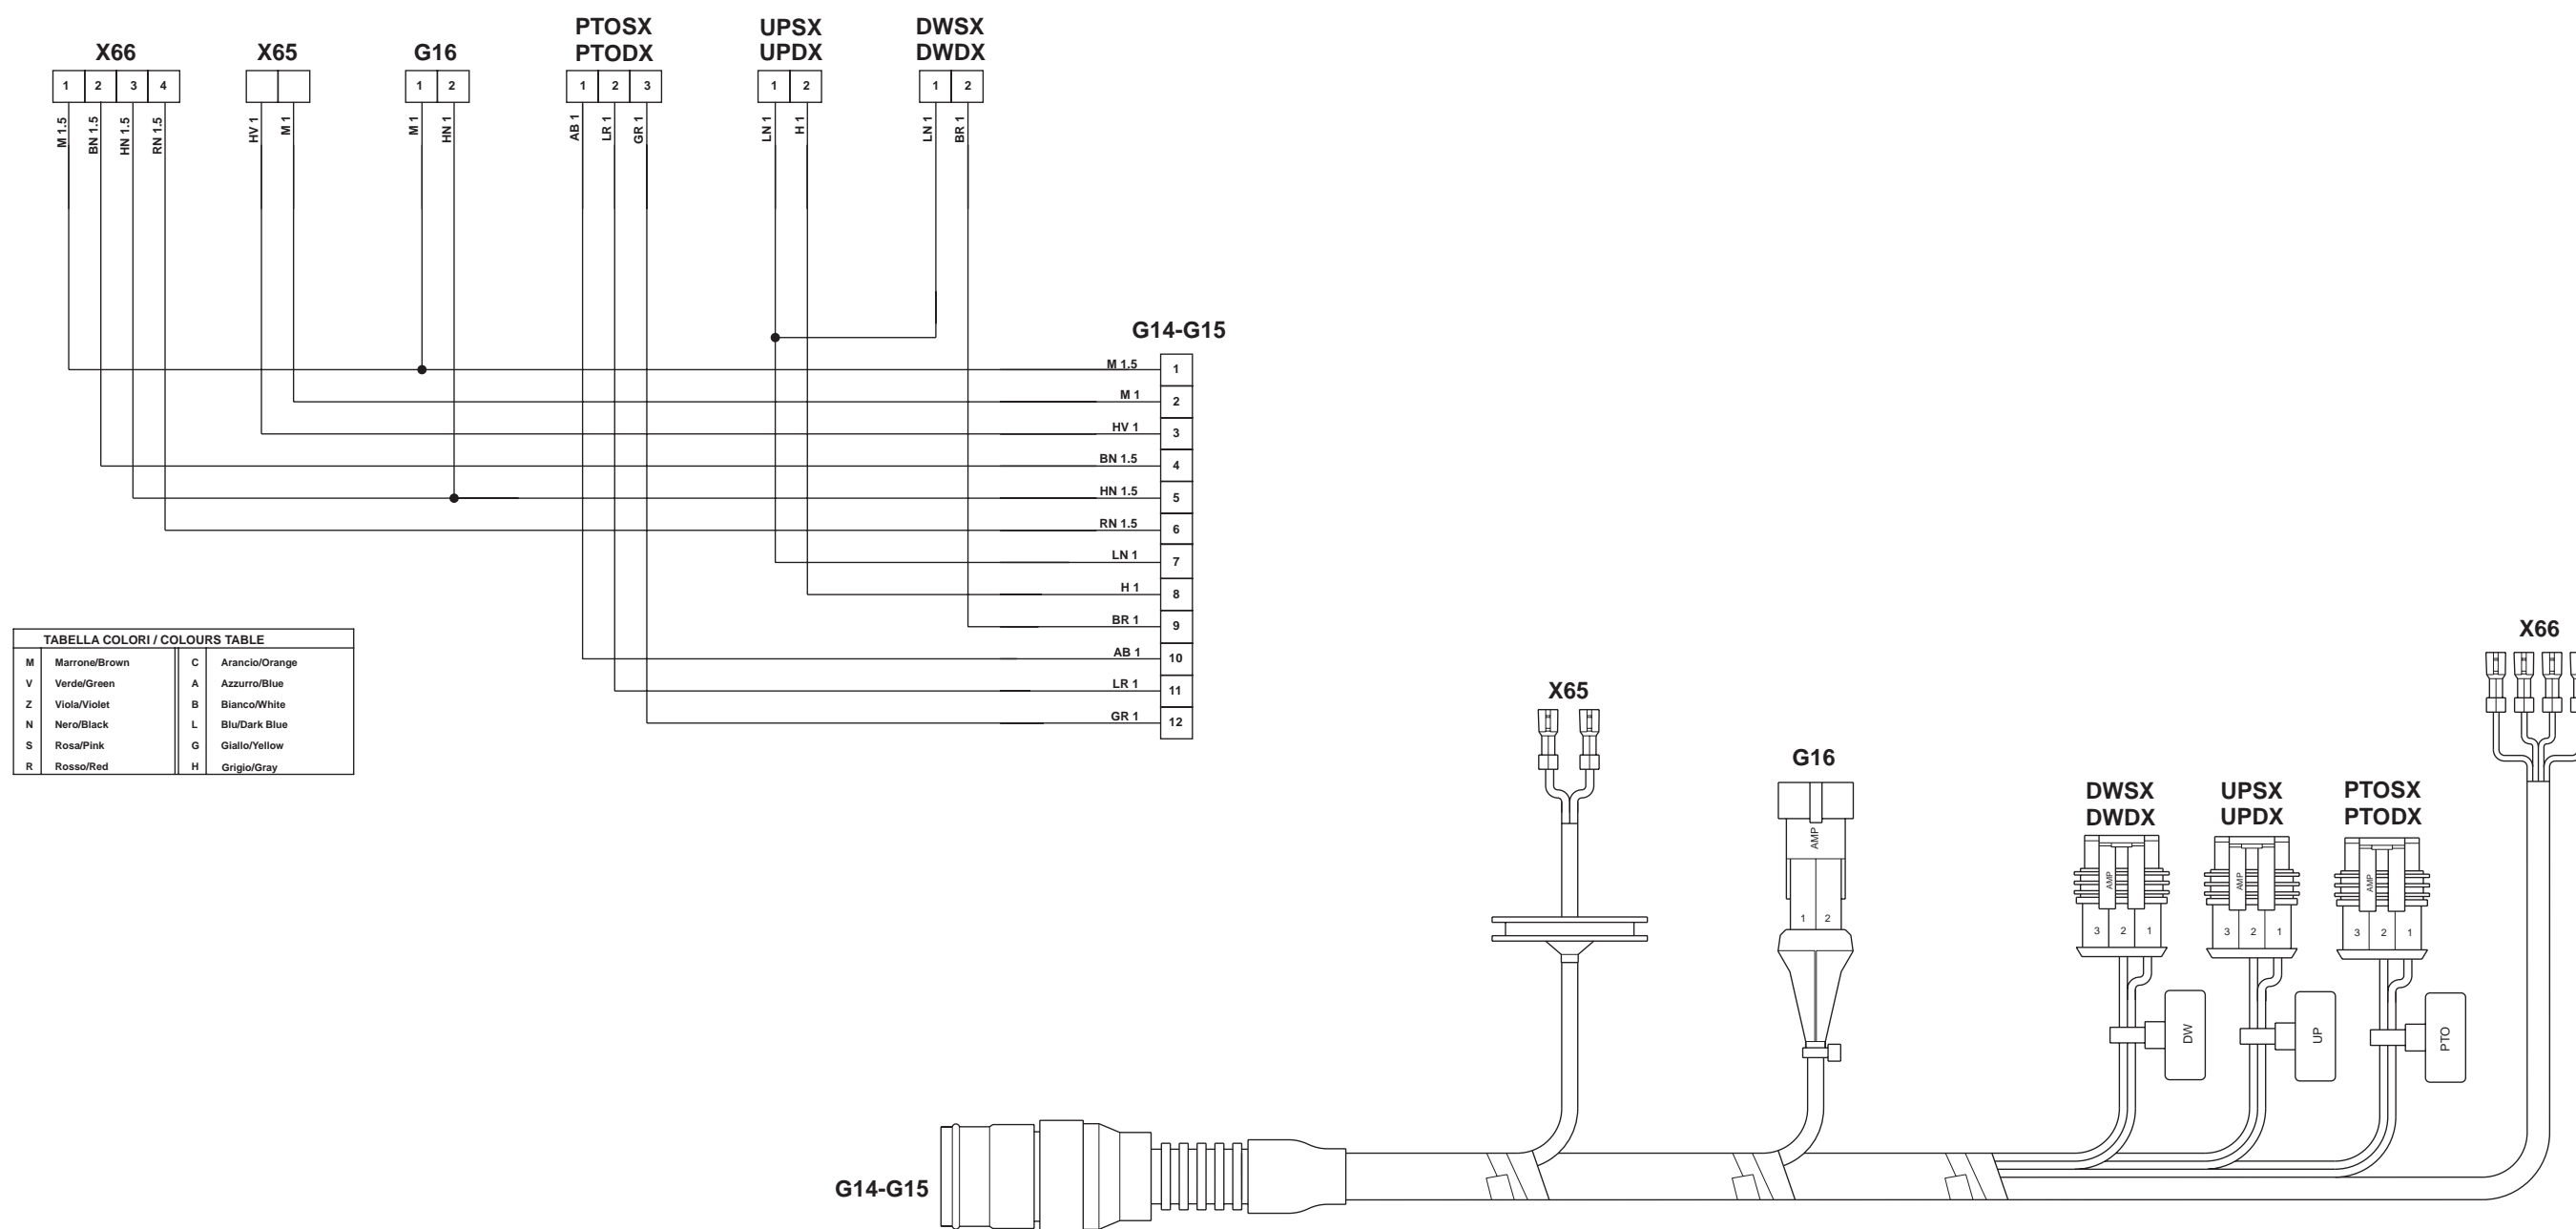 PTOSX UPSX DWSX
X66 X65 G16 PTODX UPDX DWDX
1 2 3 4 1 2 1 2 3 1 2 1 2
M 1.5 BN 1.5 HN 1.5 RN 1.5 HV 1 M 1 M 1 HN 1 AB 1 LR 1 GR 1 LN 1 H 1 LN 1 BR 1
G14-G15
M 1.5 1
M 1 2
HV 1 3
BN 1.5 4
HN 1.5 5
RN 1.5 6
LN 1 7
H 1 8
BR 1 9
AB 1 10
LR 1 11
GR 1 12
TABELLA COLORI / COLOURS TABLE
M Marrone/Brown C Arancio/Orange
V Verde/Green A Azzurro/Blue
Z Viola/Violet B Bianco/White
N Nero/Black L Blu/Dark Blue
S Rosa/Pink G Giallo/Yellow
R Rosso/Red H Grigio/Gray
X66
X65
G16
DWSX UPSX PTOSX
DWDX UPDX PTODX
AMP
AMP AMP AMP
1 2
3 2 1 3 2 1 3 2 1
DW UP PTO
G14-G15